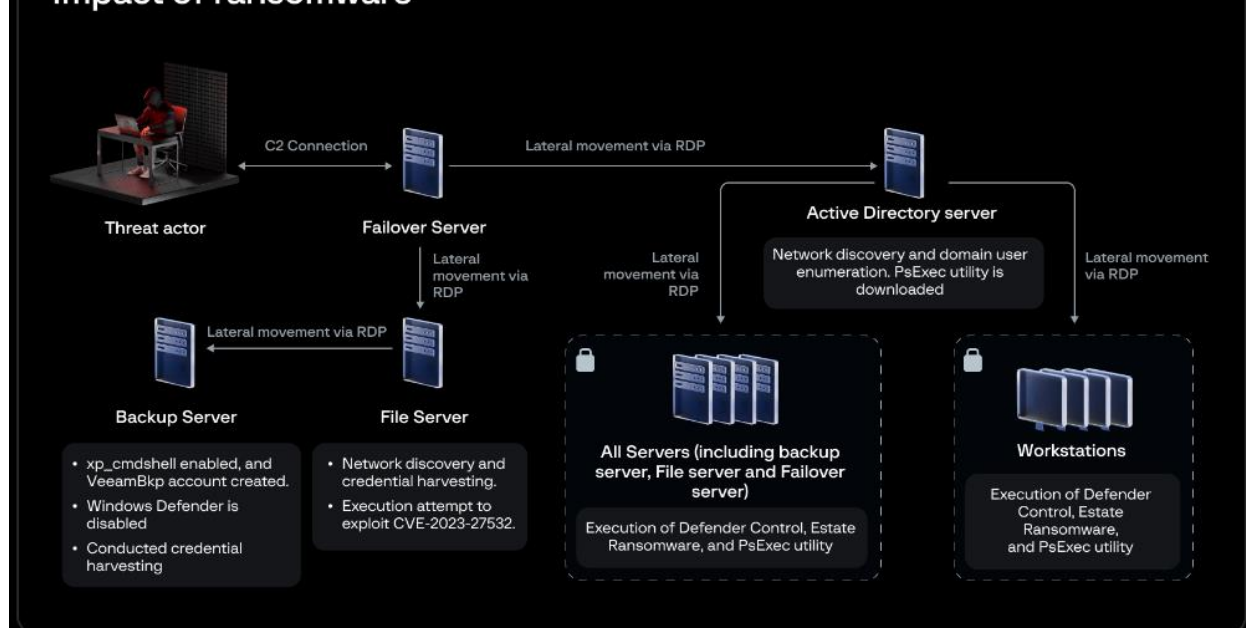 Impact of ransomware
C2 Connection
Lateral movement via RDP
Threat actor
Failover Server
Active Directory server
Network discovery and domain user
enumeration. PsExec utility is
downloaded
Lateral
movement via
RDP
Lateral
movement via
RDP
Lateral movement
via RDP
Lateral movement via RDP
Backup Server
File Server
• xp_cmdshell enabled, and
VeeamBkp account created.
• Windows Defender is
disabled
• Conducted credential
harvesting
• Network discovery and
credential harvesting.
• Execution attempt to
exploit CVE-2023-27532.
All Servers (including backup
server, File server and Failover
server)
Execution of Defender Control, Estate
Ransomware, and PsExec utility
Workstations
Execution of Defender
Control, Estate
Ransomware,
and PsExec utility